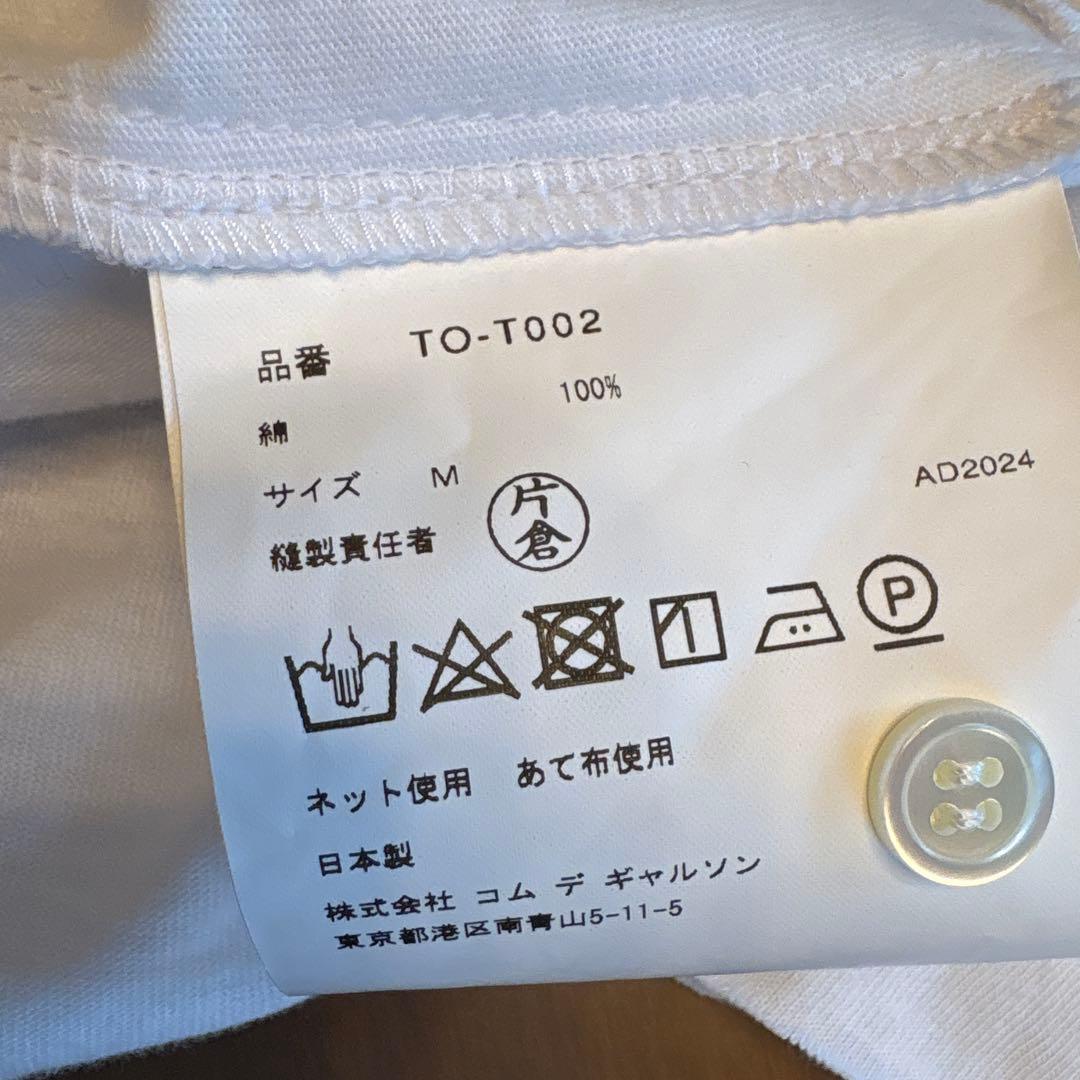 品番 TO-T002
綿 100%
サイズ M
AD2024
縫製責任者 片倉
P
ネット使用 あて布使用
日本製
株式会社 コム デ ギャルソン
東京都港区南青山5-11-5